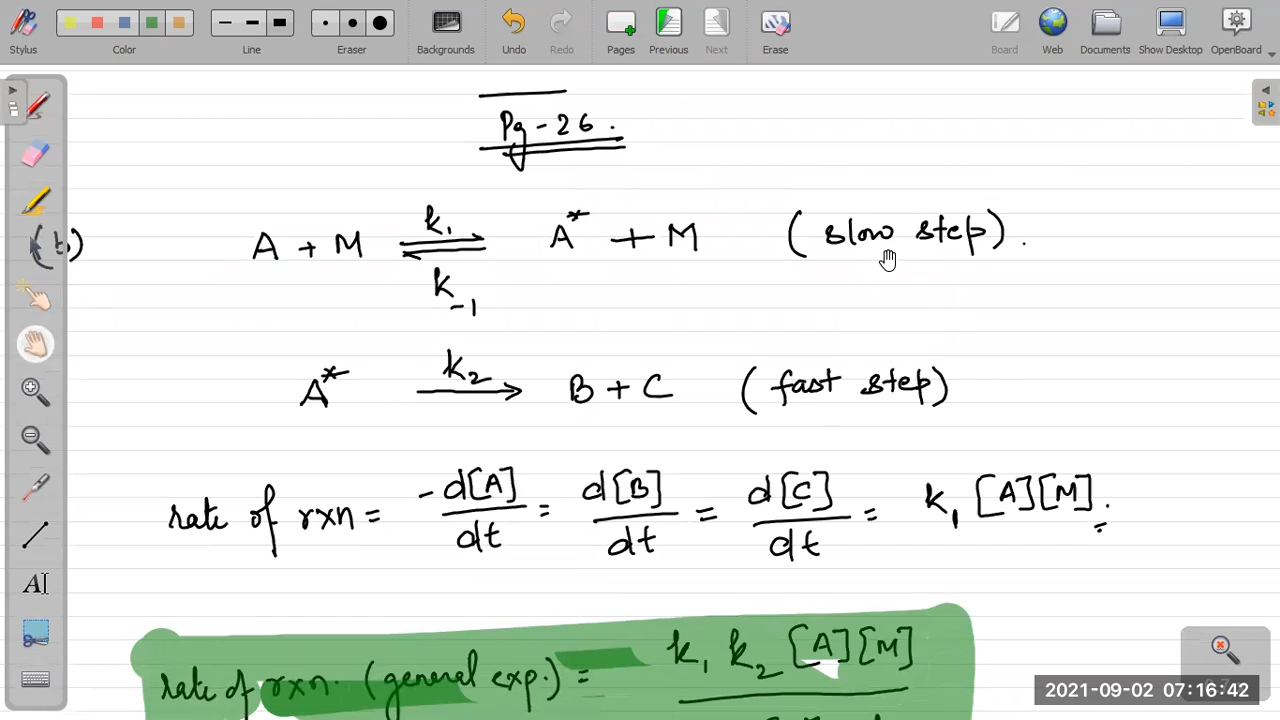 Stylus Color Line Eraser Backgrounds Undo Redo Pages Previous Next Erase Board Web Documents Show Desktop OpenBoard
Pg - 26.
(b) A + M ⇌ A* + M (slow step).
k₁
k₋₁
A* →k₂ B + C (fast step)
rate of rxn = -d[A]/dt = d[B]/dt = d[C]/dt = k₁ [A][M].
rate of rxn. (general exp.) = k₁ k₂ [A][M]
2021-09-02 07:16:42